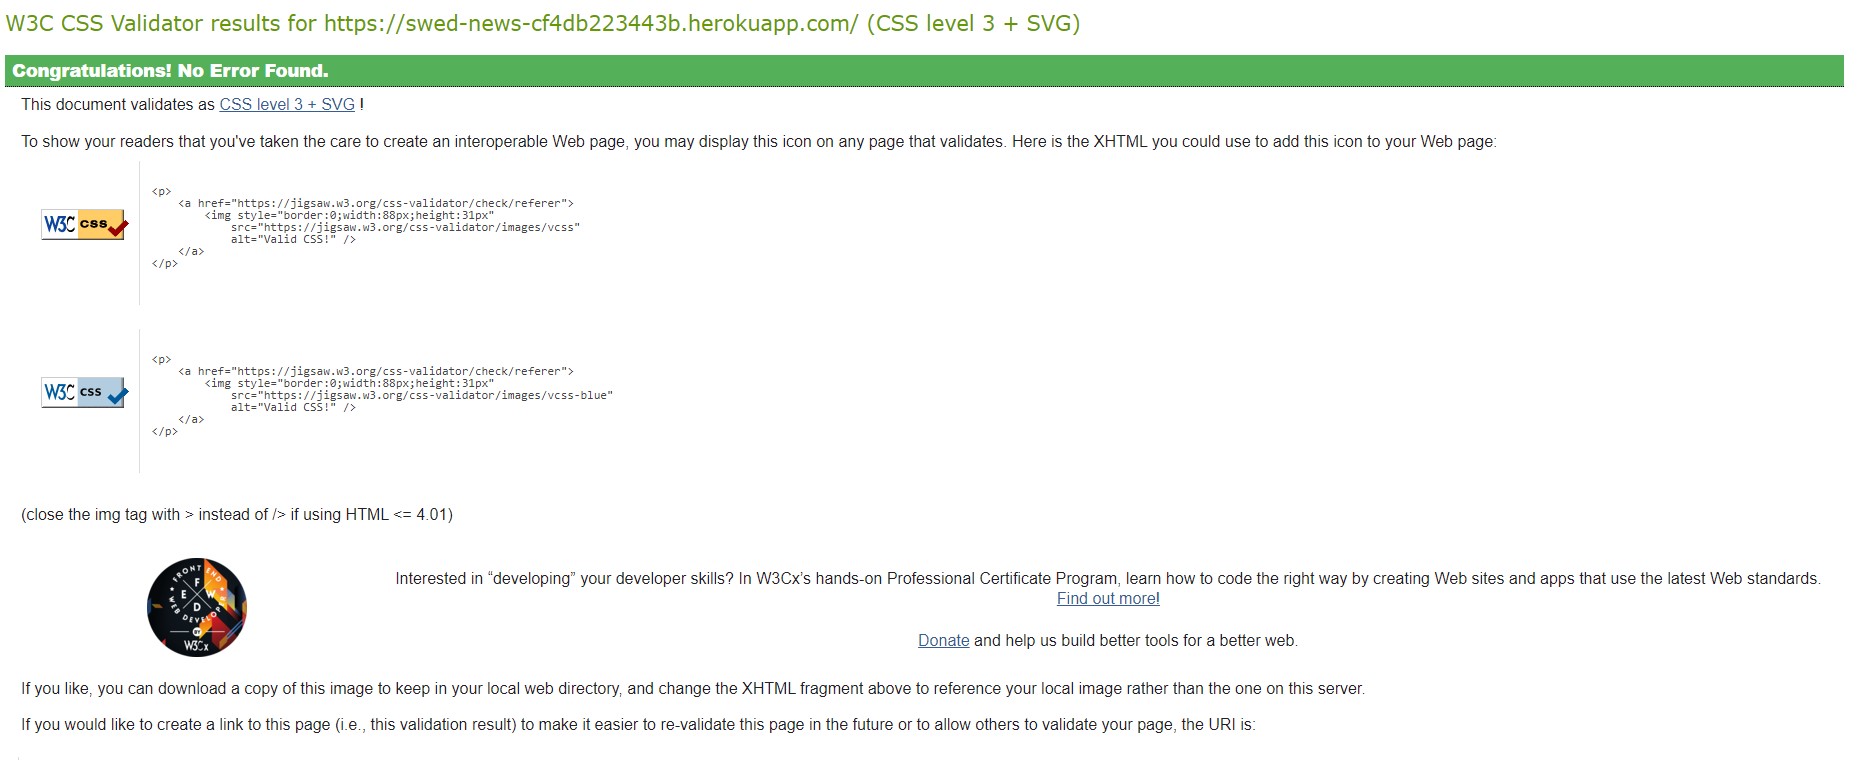 W3C CSS Validator results for https://swed-news-cf4db223443b.herokuapp.com/ (CSS level 3 + SVG)
Congratulations! No Error Found.
This document validates as CSS level 3 + SVG !
To show your readers that you've taken the care to create an interoperable Web page, you may display this icon on any page that validates. Here is the XHTML you could use to add this icon to your Web page:
W3C css
<p>
<a href="https://jigsaw.w3.org/css-validator/check/referer">
<img style="border:0;width:88px;height:31px"
src="https://jigsaw.w3.org/css-validator/images/vcss"
alt="Valid CSS!" />
</a>
</p>
W3C css
<p>
<a href="https://jigsaw.w3.org/css-validator/check/referer">
<img style="border:0;width:88px;height:31px"
src="https://jigsaw.w3.org/css-validator/images/vcss-blue"
alt="Valid CSS!" />
</a>
</p>
(close the img tag with > instead of /> if using HTML <= 4.01)
FRONT END
F
E W
D
WEB DEVELOP
BY
W3Cx
Interested in “developing” your developer skills? In W3Cx’s hands-on Professional Certificate Program, learn how to code the right way by creating Web sites and apps that use the latest Web standards.
Find out more!
Donate and help us build better tools for a better web.
If you like, you can download a copy of this image to keep in your local web directory, and change the XHTML fragment above to reference your local image rather than the one on this server.
If you would like to create a link to this page (i.e., this validation result) to make it easier to re-validate this page in the future or to allow others to validate your page, the URI is: